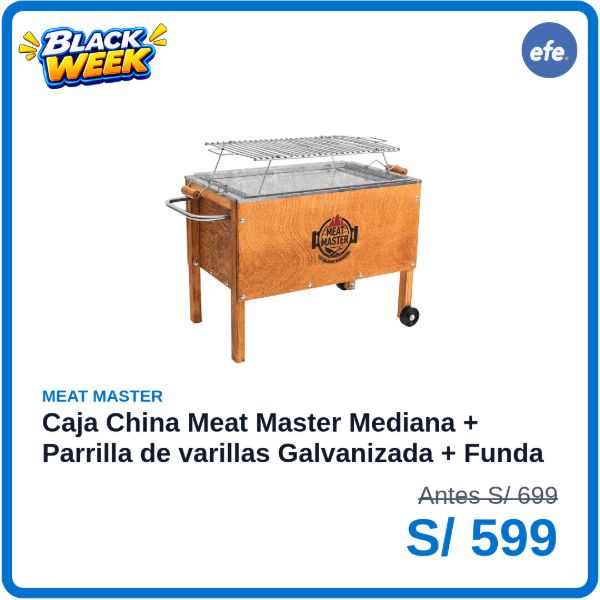 BLACK
WEEK
efe.
MEAT
MASTER
MEAT MASTER
Caja China Meat Master Mediana +
Parrilla de varillas Galvanizada + Funda
Antes S/ 699
S/ 599